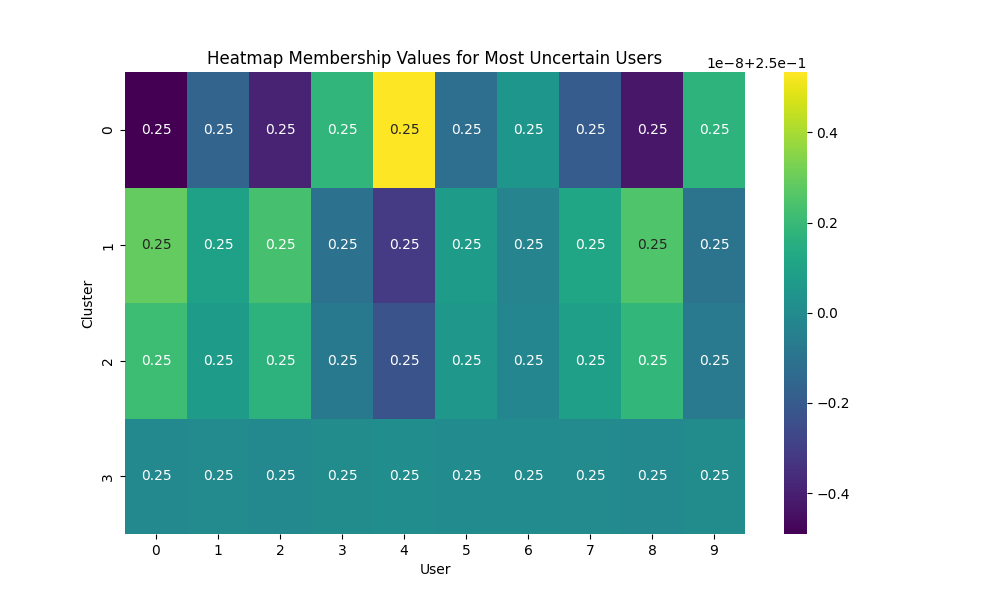 Heatmap Membership Values for Most Uncertain Users
1e−8+2.5e−1
0 0.25 0.25 0.25 0.25 0.25 0.25 0.25 0.25 0.25 0.25
1 0.25 0.25 0.25 0.25 0.25 0.25 0.25 0.25 0.25 0.25
2 0.25 0.25 0.25 0.25 0.25 0.25 0.25 0.25 0.25 0.25
3 0.25 0.25 0.25 0.25 0.25 0.25 0.25 0.25 0.25 0.25
Cluster
0 1 2 3 4 5 6 7 8 9
User
0.4
0.2
0.0
−0.2
−0.4